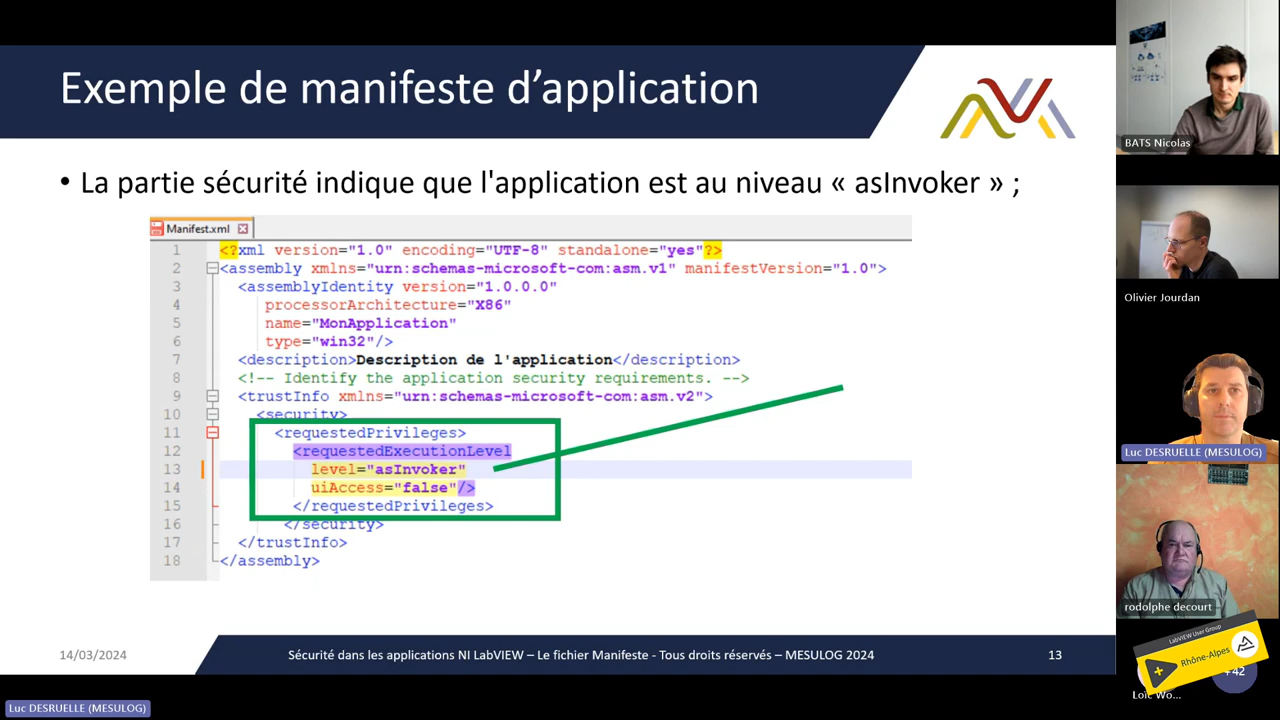 Exemple de manifeste d’application
• La partie sécurité indique que l'application est au niveau « asInvoker » ;
Manifest.xml
1 <?xml version="1.0" encoding="UTF-8" standalone="yes"?>
2 <assembly xmlns="urn:schemas-microsoft-com:asm.v1" manifestVersion="1.0">
3 <assemblyIdentity version="1.0.0.0"
4 processorArchitecture="X86"
5 name="MonApplication"
6 type="win32"/>
7 <description>Description de l'application</description>
8 <!-- Identify the application security requirements. -->
9 <trustInfo xmlns="urn:schemas-microsoft-com:asm.v2">
10 <security>
11 <requestedPrivileges>
12 <requestedExecutionLevel
13 level="asInvoker"
14 uiAccess="false"/>
15 </requestedPrivileges>
16 </security>
17 </trustInfo>
18 </assembly>
14/03/2024
Sécurité dans les applications NI LabVIEW – Le fichier Manifeste - Tous droits réservés – MESULOG 2024
13
BATS Nicolas
Olivier Jourdan
Luc DESRUELLE (MESULOG)
rodolphe decourt
LabVIEW User Group
Rhône-Alpes
+42
Loïc Wo...
Luc DESRUELLE (MESULOG)